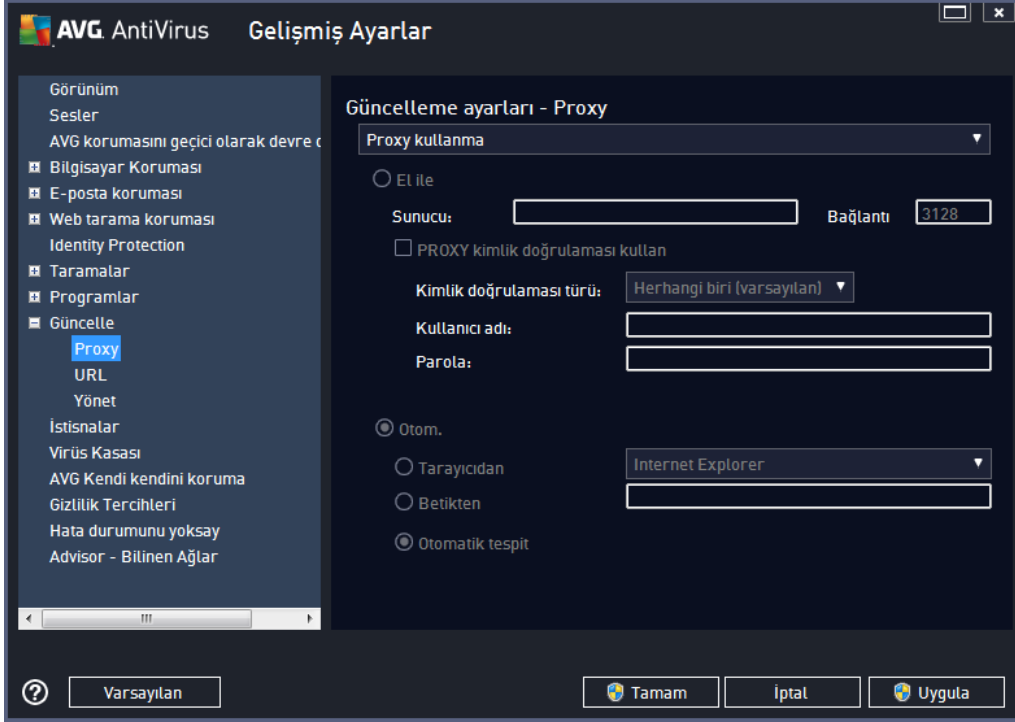 AVG AntiVirus
Gelişmiş Ayarlar
Görünüm
Sesler
AVG korumasını geçici olarak devre
Bilgisayar Koruması
E-posta koruması
Web tarama koruması
Identity Protection
Taramalar
Programlar
Güncelle
Proxy
URL
Yönet
İstisnalar
Virüs Kasası
AVG Kendi kendini koruma
Gizlilik Tercihleri
Hata durumunu yoksay
Advisor - Bilinen Ağlar
Güncelleme ayarları - Proxy
Proxy kullanma
El ile
Sunucu:
Bağlantı 3128
PROXY kimlik doğrulaması kullan
Kimlik doğrulaması türü: Herhangi biri (varsayılan)
Kullanıcı adı:
Parola:
Otom.
Tarayıcıdan Internet Explorer
Betikten
Otomatik tespit
? Varsayılan
Tamam
İptal
Uygula